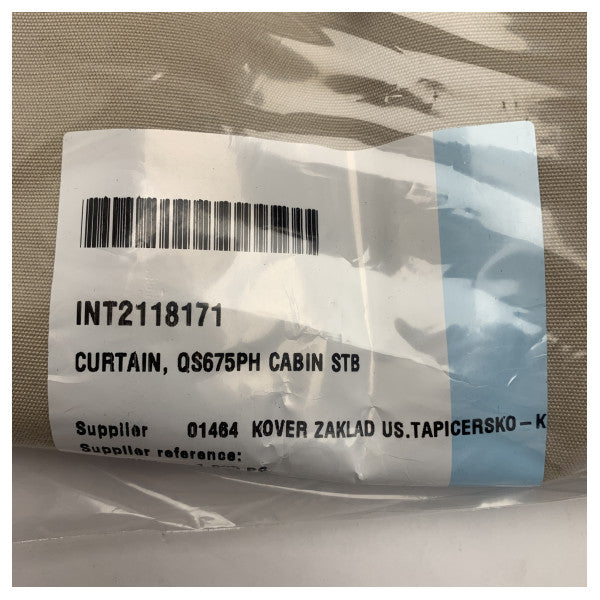 INT2118171
CURTAIN, QS675PH CABIN STB
Supplier 01464 KOVER ZAKLAD US.TAPICERSKO-K
Supplier reference: